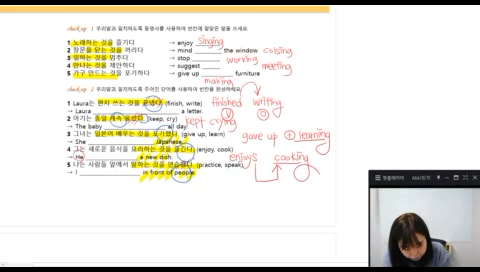 check up 1 우리말과 일치하도록 동명사를 사용하여 빈칸에 알맞은 말을 쓰세요.
1 노래하는 것을 즐기다 → enjoy singing
2 창문을 닫는 것을 꺼리다 → mind the window closing
3 일하는 것을 멈추다 → stop working
4 만나는 것을 제안하다 → suggest meeting
5 가구 만드는 것을 포기하다 → give up furniture
making
check up 2 우리말과 일치하도록 주어진 단어를 사용하여 빈칸을 완성하세요.
1 Laura는 편지 쓰는 것을 끝냈다. (finish, write) finished writing
→ Laura a letter.
2 아기는 종일 계속 울었다. (keep, cry) kept crying
→ The baby all day.
3 그녀는 일본어 배우는 것을 포기했다. (give up, learn) gave up learning
→ She Japanese.
4 그는 새로운 음식을 요리하는 것을 즐긴다. (enjoy, cook) enjoys cooking
→ He a new dish.
5 나는 사람들 앞에서 말하는 것을 연습했다. (practice, speak)
→ I in front of people.